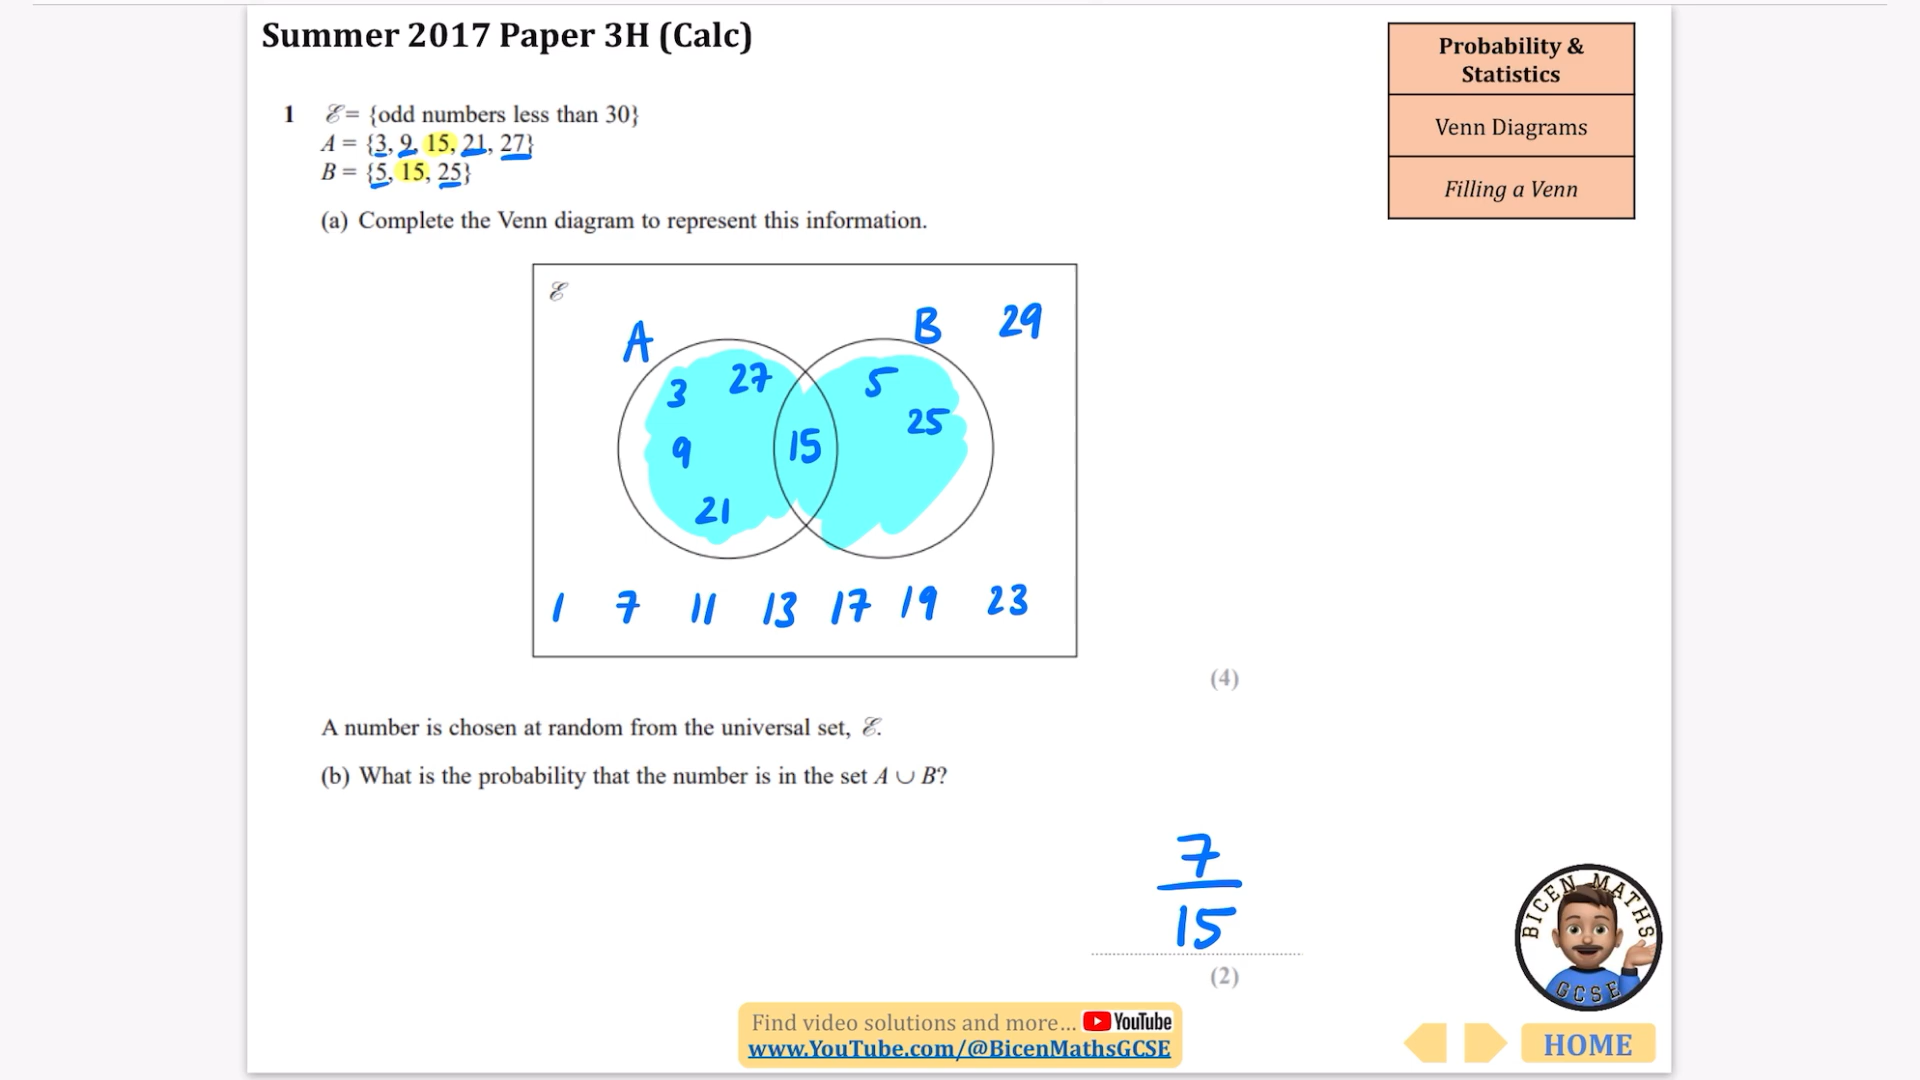 Summer 2017 Paper 3H (Calc)
Probability &
Statistics
Venn Diagrams
Filling a Venn
1 ℰ = {odd numbers less than 30}
A = {3, 9, 15, 21, 27}
B = {5, 15, 25}
(a) Complete the Venn diagram to represent this information.
ℰ
A B 29
3 27 5
25
9 15
21
1 7 11 13 17 19 23
(4)
A number is chosen at random from the universal set, ℰ.
(b) What is the probability that the number is in the set A ∪ B?
7
15
(2)
BICEN MATHS
GCSE
Find video solutions and more... YouTube
www.YouTube.com/@BicenMathsGCSE
HOME